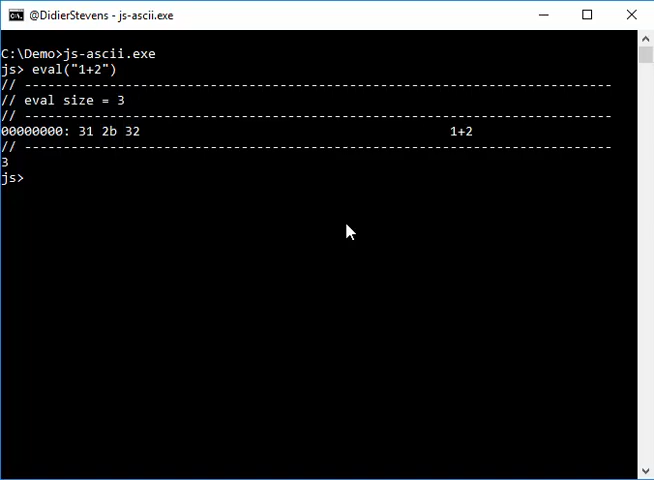 @DidierStevens - js-ascii.exe
C:\Demo>js-ascii.exe
js> eval("1+2")
// ----------------------------------------------------------------------------
// eval size = 3
// ----------------------------------------------------------------------------
00000000: 31 2b 32                                        1+2
// ----------------------------------------------------------------------------
3
js>